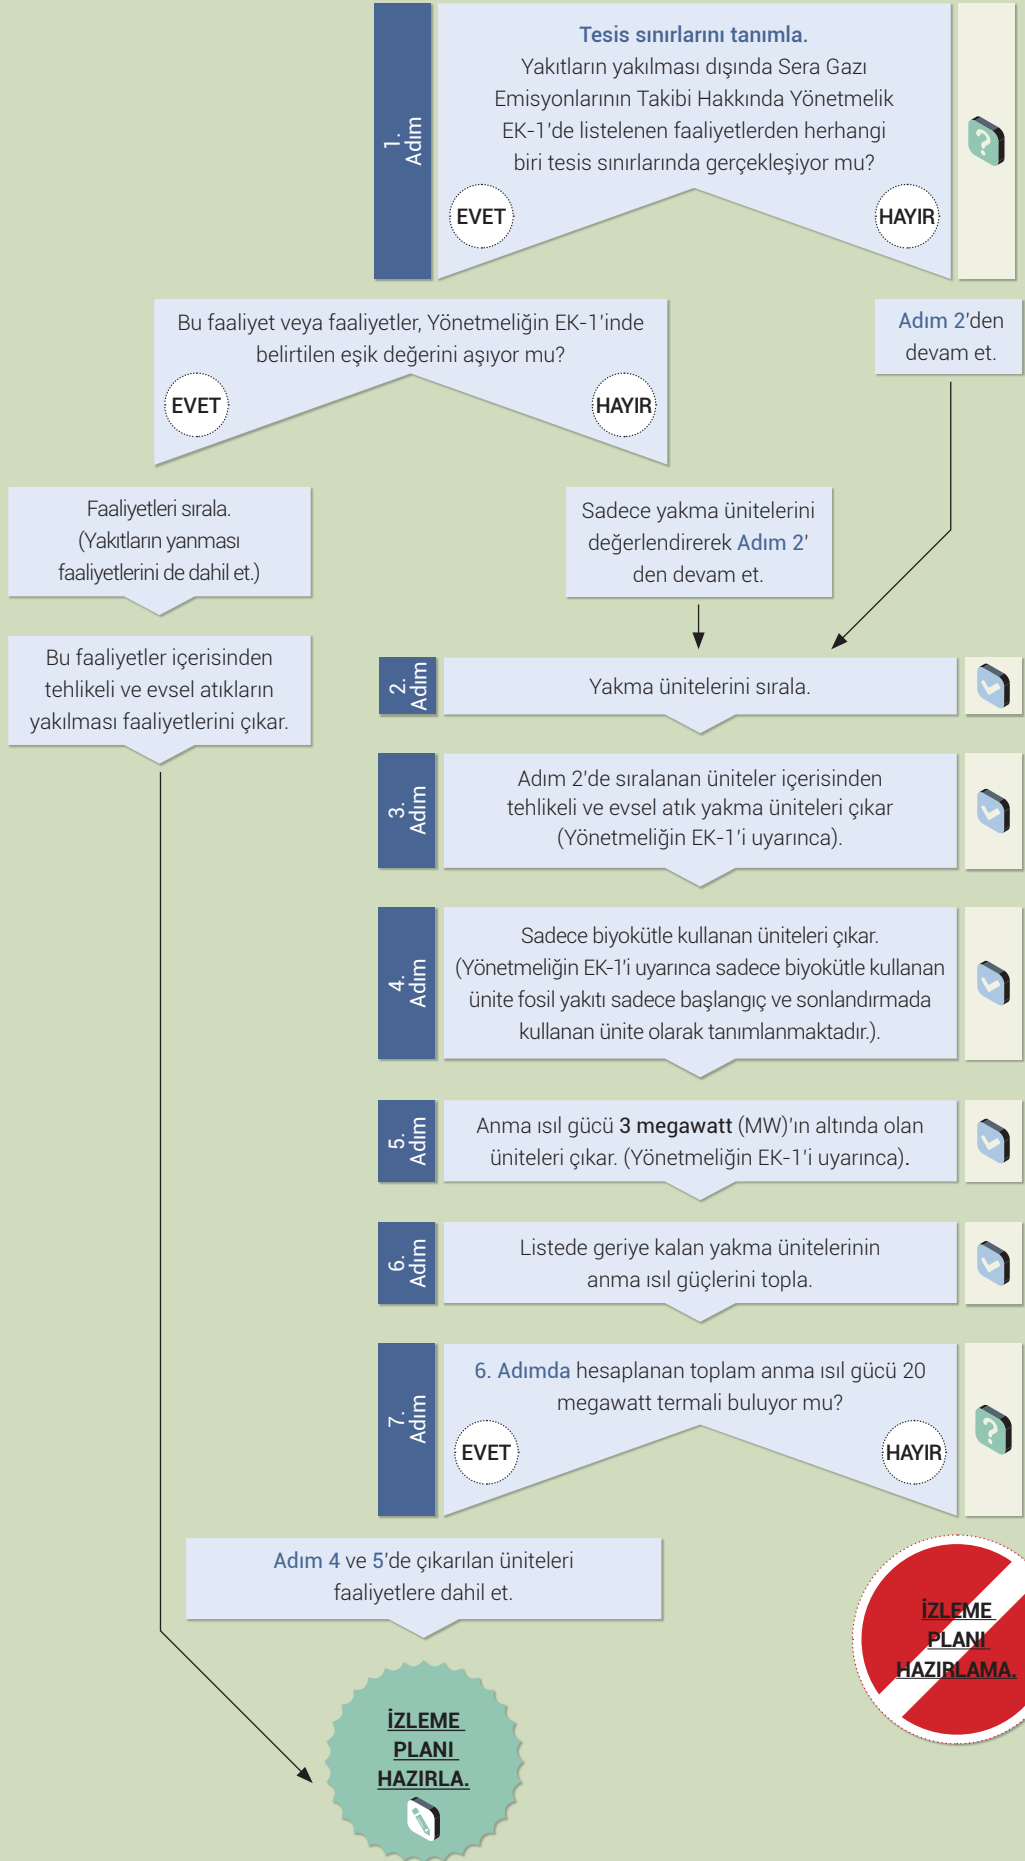 1.
Adım
Tesis sınırlarını tanımla.
Yakıtların yakılması dışında Sera Gazı
Emisyonlarının Takibi Hakkında Yönetmelik
EK-1’de listelenen faaliyetlerden herhangi
biri tesis sınırlarında gerçekleşiyor mu?
EVET
HAYIR
?
Bu faaliyet veya faaliyetler, Yönetmeliğin EK-1’inde
belirtilen eşik değerini aşıyor mu?
EVET
HAYIR
Adım 2’den
devam et.
Faaliyetleri sırala.
(Yakıtların yanması
faaliyetlerini de dahil et.)
Sadece yakma ünitelerini
değerlendirerek Adım 2’
den devam et.
Bu faaliyetler içerisinden
tehlikeli ve evsel atıkların
yakılması faaliyetlerini çıkar.
2.
Adım
Yakma ünitelerini sırala.
3.
Adım
Adım 2’de sıralanan üniteler içerisinden
tehlikeli ve evsel atık yakma üniteleri çıkar
(Yönetmeliğin EK-1’i uyarınca).
4.
Adım
Sadece biyokütle kullanan üniteleri çıkar.
(Yönetmeliğin EK-1’i uyarınca sadece biyokütle kullanan
ünite fosil yakıtı sadece başlangıç ve sonlandırmada
kullanan ünite olarak tanımlanmaktadır.).
5.
Adım
Anma ısıl gücü 3 megawatt (MW)’ın altında olan
üniteleri çıkar. (Yönetmeliğin EK-1’i uyarınca).
6.
Adım
Listede geriye kalan yakma ünitelerinin
anma ısıl güçlerini topla.
7.
Adım
6. Adımda hesaplanan toplam anma ısıl gücü 20
megawatt termali buluyor mu?
EVET
HAYIR
?
Adım 4 ve 5’de çıkarılan üniteleri
faaliyetlere dahil et.
İZLEME
PLANI
HAZIRLAMA.
İZLEME
PLANI
HAZIRLA.